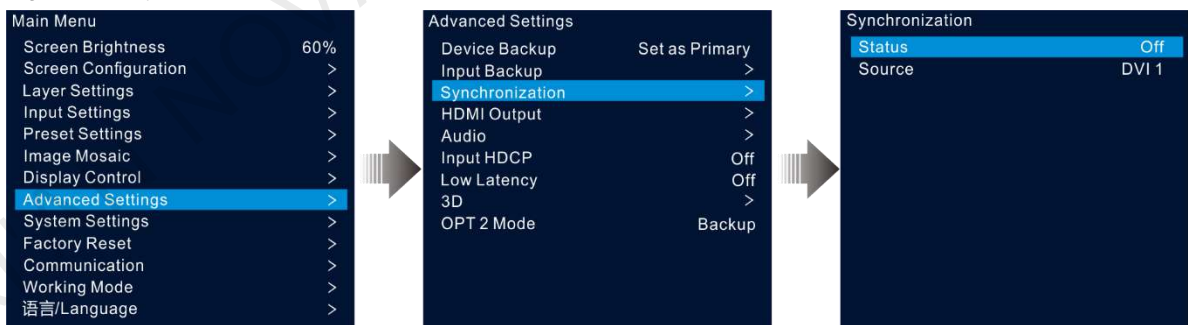 Main Menu
Screen Brightness 60%
Screen Configuration >
Layer Settings >
Input Settings >
Preset Settings >
Image Mosaic >
Display Control >
Advanced Settings >
System Settings >
Factory Reset >
Communication >
Working Mode >
语言/Language >
Advanced Settings
Device Backup Set as Primary
Input Backup >
Synchronization >
HDMI Output >
Audio >
Input HDCP Off
Low Latency Off
3D >
OPT 2 Mode Backup
Synchronization
Status Off
Source DVI 1